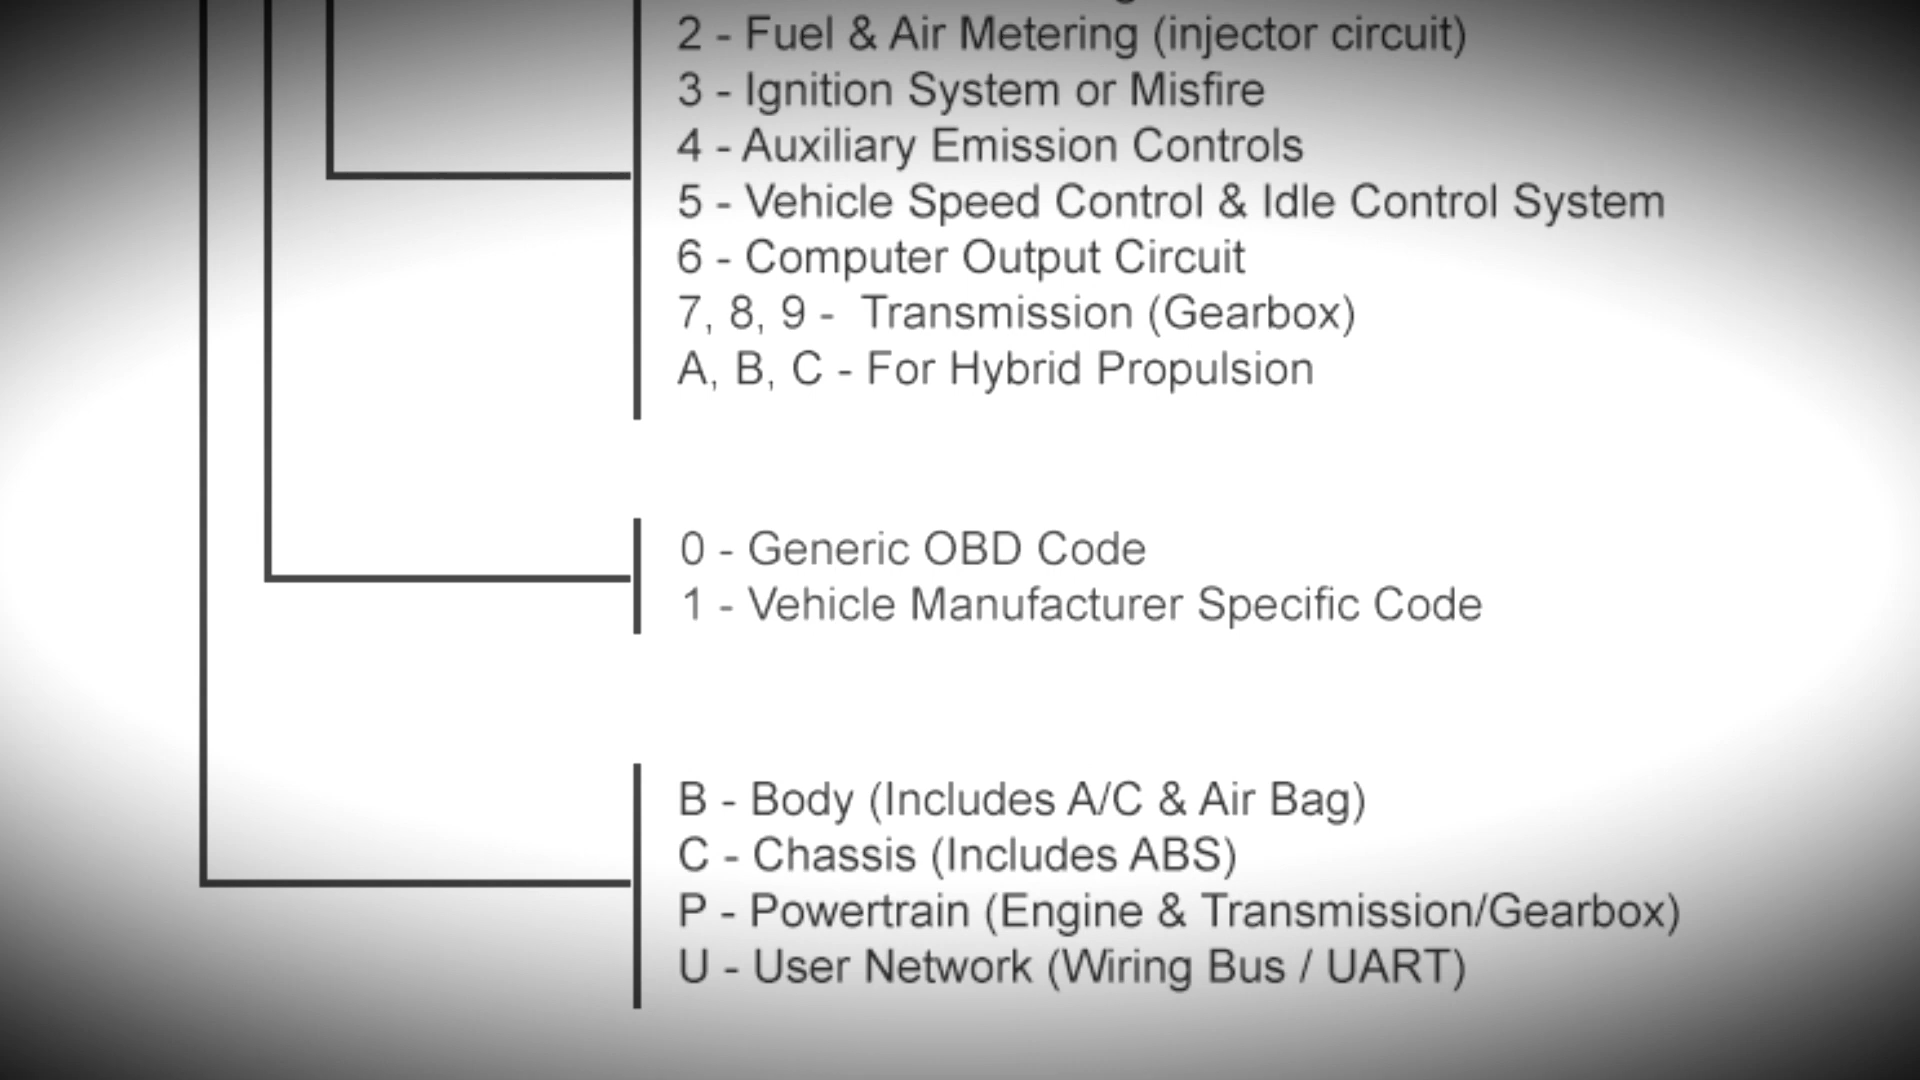 2 - Fuel & Air Metering (injector circuit)
3 - Ignition System or Misfire
4 - Auxiliary Emission Controls
5 - Vehicle Speed Control & Idle Control System
6 - Computer Output Circuit
7, 8, 9 - Transmission (Gearbox)
A, B, C - For Hybrid Propulsion
0 - Generic OBD Code
1 - Vehicle Manufacturer Specific Code
B - Body (Includes A/C & Air Bag)
C - Chassis (Includes ABS)
P - Powertrain (Engine & Transmission/Gearbox)
U - User Network (Wiring Bus / UART)